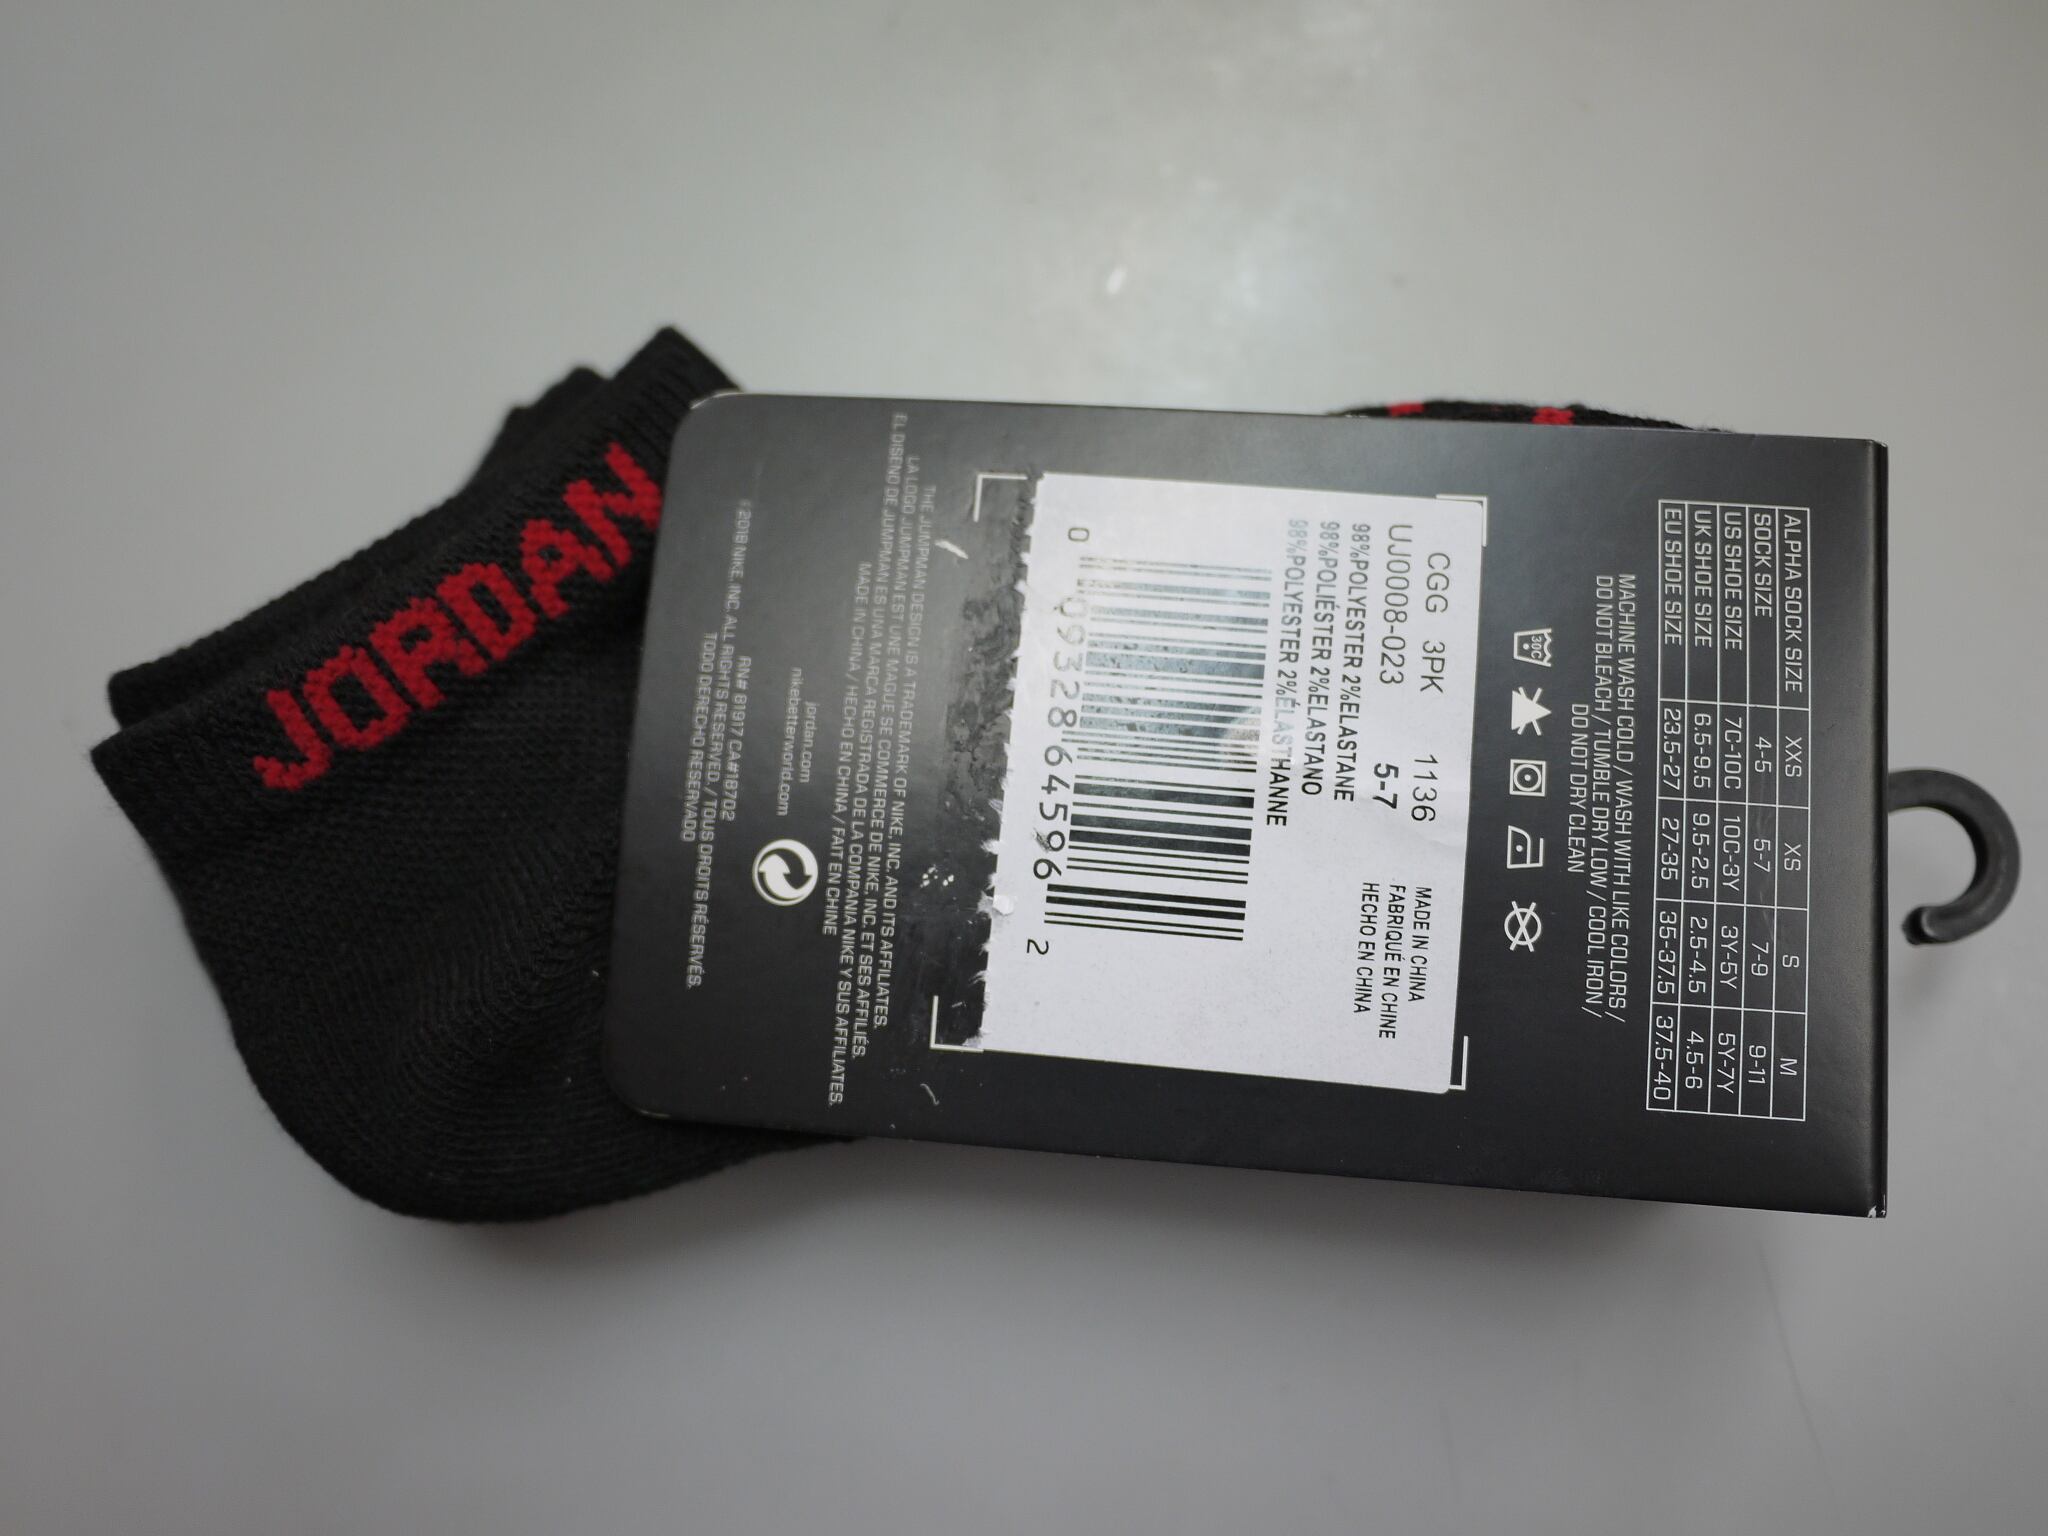 ALPHA SOCK SIZE XXS XS S M
SOCK SIZE 4-5 5-7 7-9 9-11
US SHOE SIZE 7C-10C 10C-3Y 3Y-5Y 5Y-7Y
UK SHOE SIZE 6.5-9.5 9.5-2.5 2.5-4.5 4.5-6
EU SHOE SIZE 23.5-27 27-35 35-37.5 37.5-40
MACHINE WASH COLD / WASH WITH LIKE COLORS /
DO NOT BLEACH / TUMBLE DRY LOW / COOL IRON /
DO NOT DRY CLEAN
30C
CGG 3PK 1136
UJ0008-023 5-7
98%POLYESTER 2%ELASTANE
98%POLIÉSTER 2%ELASTANO
98%POLYESTER 2%ÉLASTHANNE
MADE IN CHINA
FABRIQUÉ EN CHINE
HECHO EN CHINA
0 09328 64596 2
THE JUMPMAN DESIGN IS A TRADEMARK OF NIKE, INC. AND ITS AFFILIATES.
LA LOGO JUMPMAN EST UNE MAGUE SE COMMERCE DE NIKE, INC. ET SES AFFILIÉS.
EL DISENO DE JUMPMAN ES UNA MARCA REGISTRADA DE LA COMPANIA NIKE Y SUS AFFILIATES.
MADE IN CHINA / HECHO EN CHINA / FAIT EN CHINE
jordan.com
nikebetterworld.com
RN# 81917 CA#18702
©2018 NIKE, INC. ALL RIGHTS RESERVED. / TOUS DROITS RÉSERVÉS.
TODO DERECHO RESERVADO
JORDAN